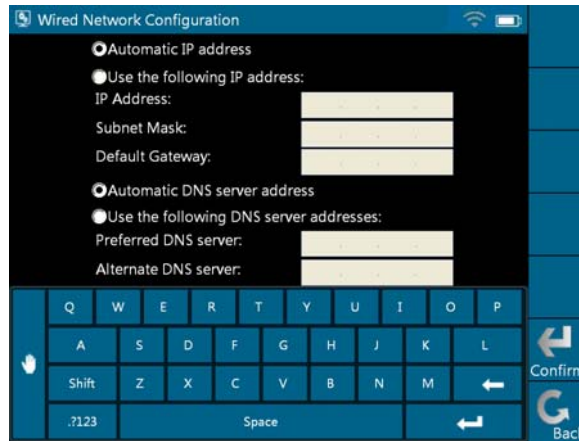 Wired Network Configuration
Automatic IP address
Use the following IP address:
IP Address:
Subnet Mask:
Default Gateway:
Automatic DNS server address
Use the following DNS server addresses:
Preferred DNS server:
Alternate DNS server:
Q W E R T Y U I O P
A S D F G H J K L
Confirm
Shift Z X C V B N M
.?123 Space
Back